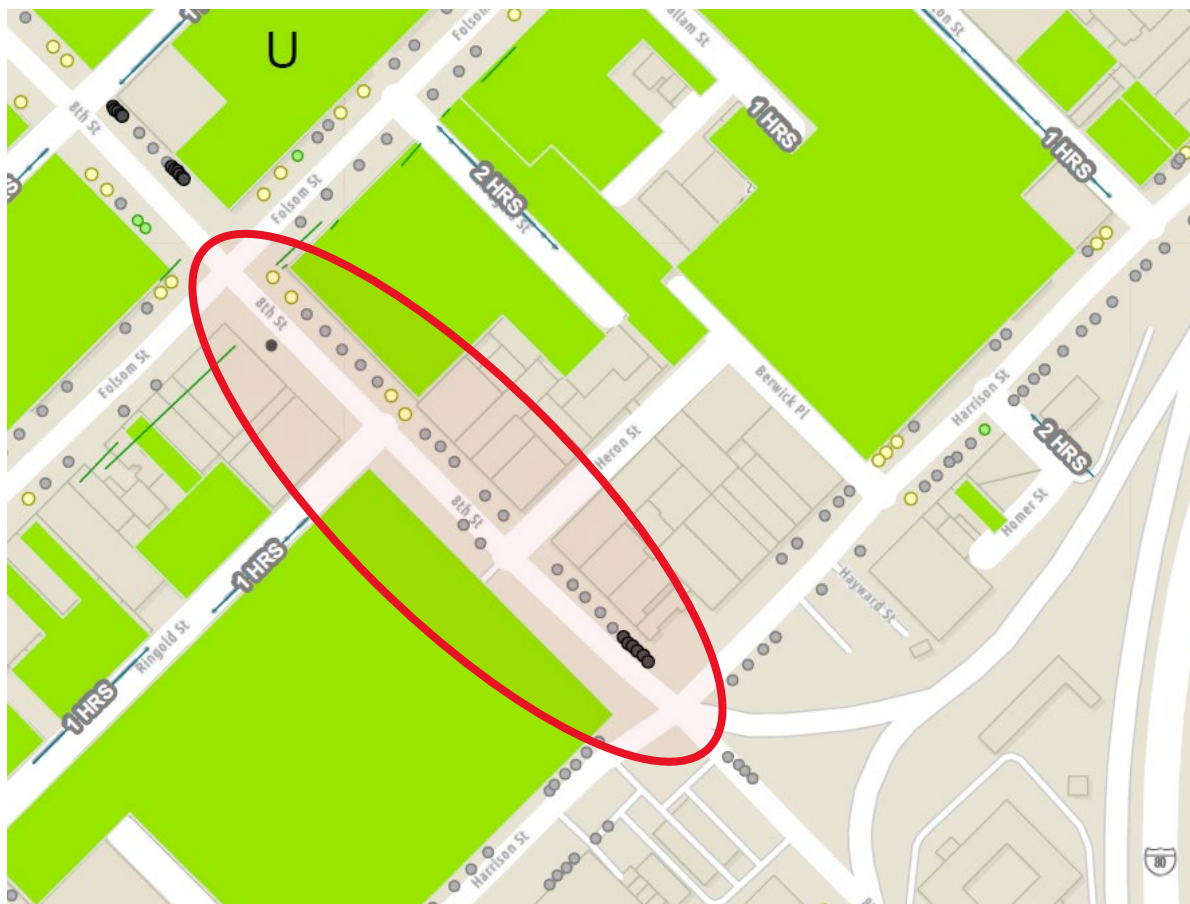 Folsom
allam St
ton St
U
8th St
1 HRS
1 HRS
2 HRS
Folsom St
8th St
Folsom St
Berwick Pl
Harrison St
Heron St
2 HRS
8th St
Homer St
1 HRS
Hayward St
Ringold St
1 HRS
Harrison St
80